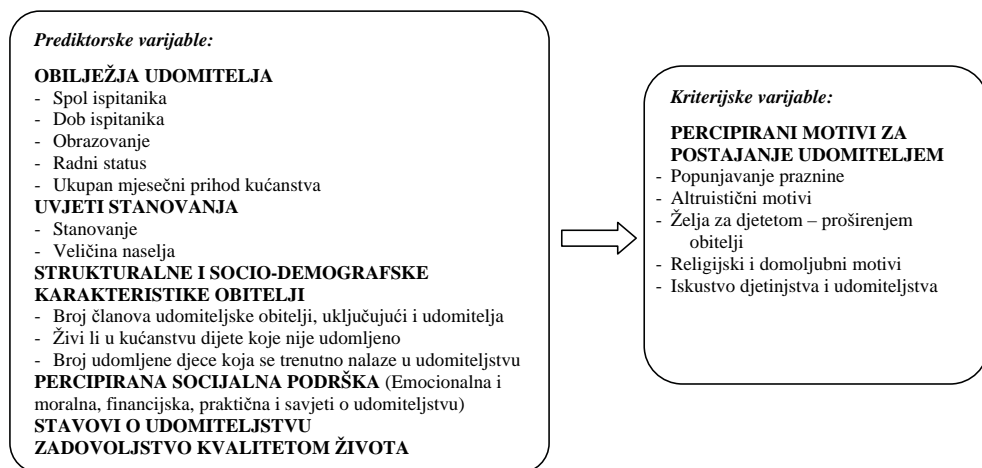 Prediktorske varijable:
OBILJEŽJA UDOMITELJA
- Spol ispitanika
- Dob ispitanika
- Obrazovanje
- Radni status
- Ukupan mjesečni prihod kućanstva
UVJETI STANOVANJA
- Stanovanje
- Veličina naselja
STRUKTURALNE I SOCIO-DEMOGRAFSKE
KARAKTERISTIKE OBITELJI
- Broj članova udomiteljske obitelji, uključujući i udomitelja
- Živi li u kućanstvu dijete koje nije udomljeno
- Broj udomljene djece koja se trenutno nalaze u udomiteljstvu
PERCIPIRANA SOCIJALNA PODRŠKA (Emocionalna i
moralna, financijska, praktična i savjeti o udomiteljstvu)
STAVOVI O UDOMITELJSTVU
ZADOVOLJSTVO KVALITETOM ŽIVOTA
Kriterijske varijable:
PERCIPIRANI MOTIVI ZA
POSTAJANJE UDOMITELJEM
- Popunjavanje praznine
- Altruistični motivi
- Želja za djetetom – proširenjem
obitelji
- Religijski i domoljubni motivi
- Iskustvo djetinjstva i udomiteljstva